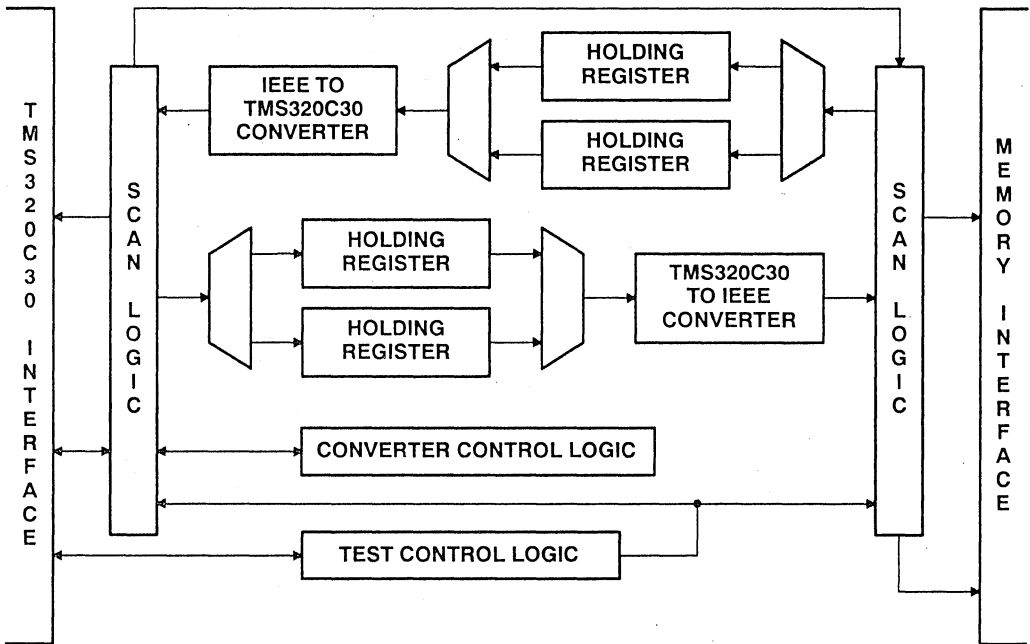 TMS320C30 INTERFACE
SCAN LOGIC
IEEE TO
TMS320C30
CONVERTER
HOLDING
REGISTER
HOLDING
REGISTER
HOLDING
REGISTER
HOLDING
REGISTER
TMS320C30
TO IEEE
CONVERTER
CONVERTER CONTROL LOGIC
TEST CONTROL LOGIC
SCAN LOGIC
MEMORY INTERFACE